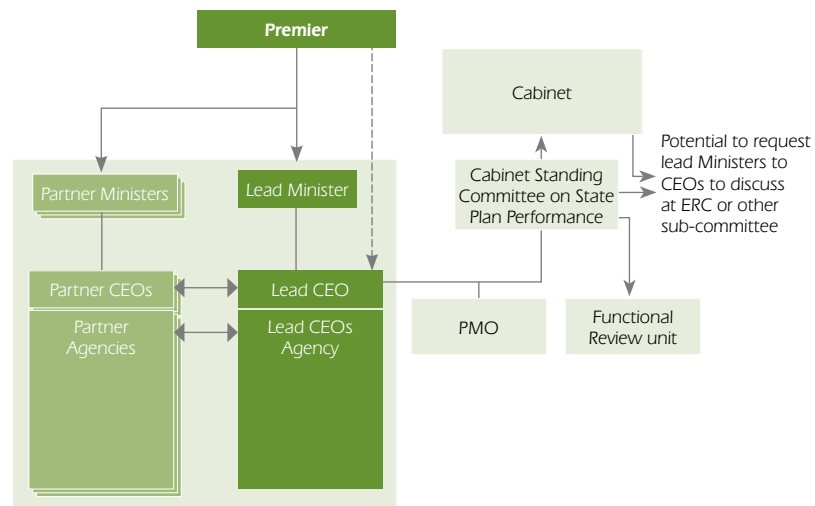 Premier
Cabinet
Potential to request
lead Ministers to
CEOs to discuss
at ERC or other
sub-committee
Partner Ministers
Lead Minister
Cabinet Standing
Committee on State
Plan Performance
Partner CEOs
Lead CEO
Partner
Agencies
Lead CEOs
Agency
PMO
Functional
Review unit